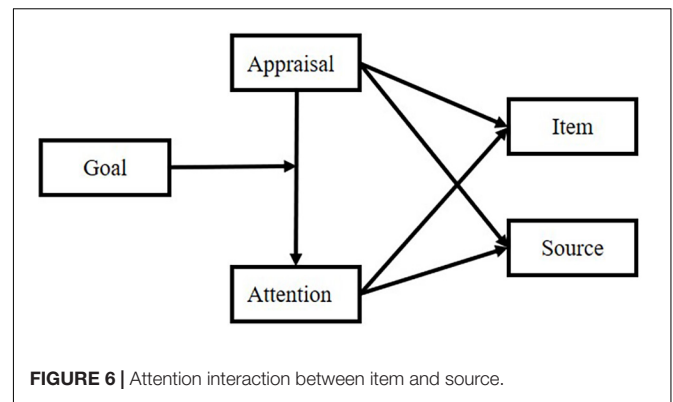 Appraisal
Item
Goal
Source
Attention
FIGURE 6 | Attention interaction between item and source.